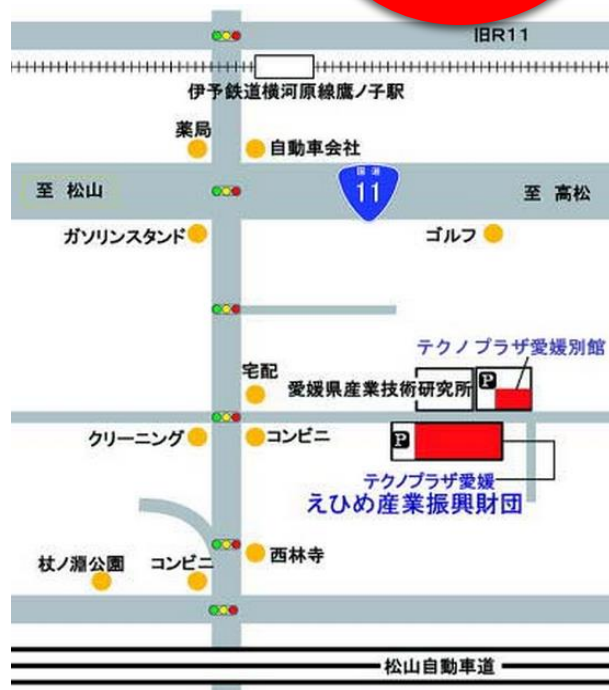 旧R11
伊予鉄道横河原線鷹ノ子駅
薬局
自動車会社
至 松山
国道
11
至 高松
ガソリンスタンド
ゴルフ
テクノプラザ愛媛別館
宅配
愛媛県産業技術研究所
P
クリーニング
コンビニ
P
テクノプラザ愛媛
えひめ産業振興財団
杖ノ淵公園
コンビニ
西林寺
松山自動車道